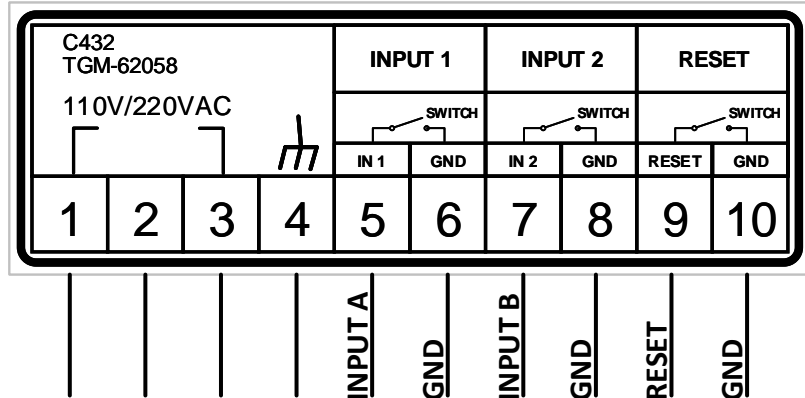 C432
TGM-62058
110V/220VAC
INPUT 1
INPUT 2
RESET
SWITCH
SWITCH
SWITCH
IN 1
GND
IN 2
GND
RESET
GND
1 2 3 4 5 6 7 8 9 10
INPUT A
GND
INPUT B
GND
RESET
GND